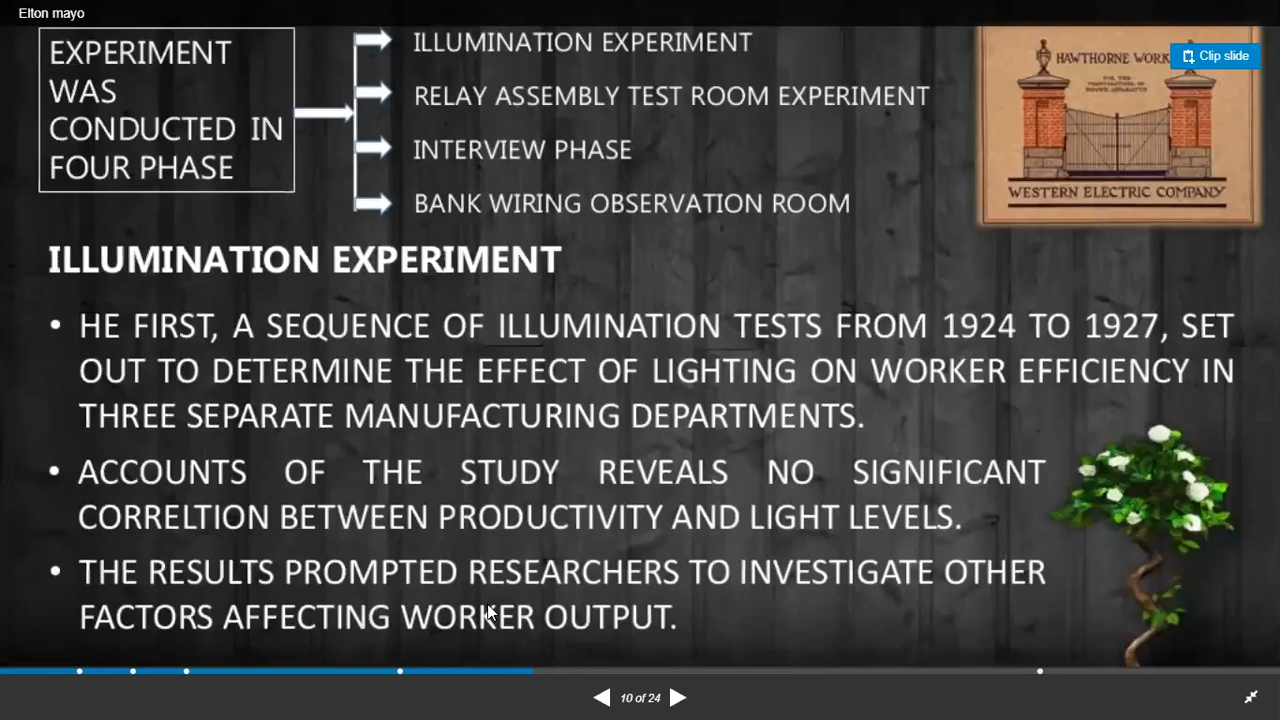 Elton mayo
EXPERIMENT
WAS
CONDUCTED IN
FOUR PHASE
ILLUMINATION EXPERIMENT
RELAY ASSEMBLY TEST ROOM EXPERIMENT
INTERVIEW PHASE
BANK WIRING OBSERVATION ROOM
HAWTHORNE WORK
FOR THE
WESTERN ELECTRIC COMPANY
Clip slide
ILLUMINATION EXPERIMENT
• HE FIRST, A SEQUENCE OF ILLUMINATION TESTS FROM 1924 TO 1927, SET
OUT TO DETERMINE THE EFFECT OF LIGHTING ON WORKER EFFICIENCY IN
THREE SEPARATE MANUFACTURING DEPARTMENTS.
• ACCOUNTS OF THE STUDY REVEALS NO SIGNIFICANT
CORRELTION BETWEEN PRODUCTIVITY AND LIGHT LEVELS.
• THE RESULTS PROMPTED RESEARCHERS TO INVESTIGATE OTHER
FACTORS AFFECTING WORKER OUTPUT.
10 of 24